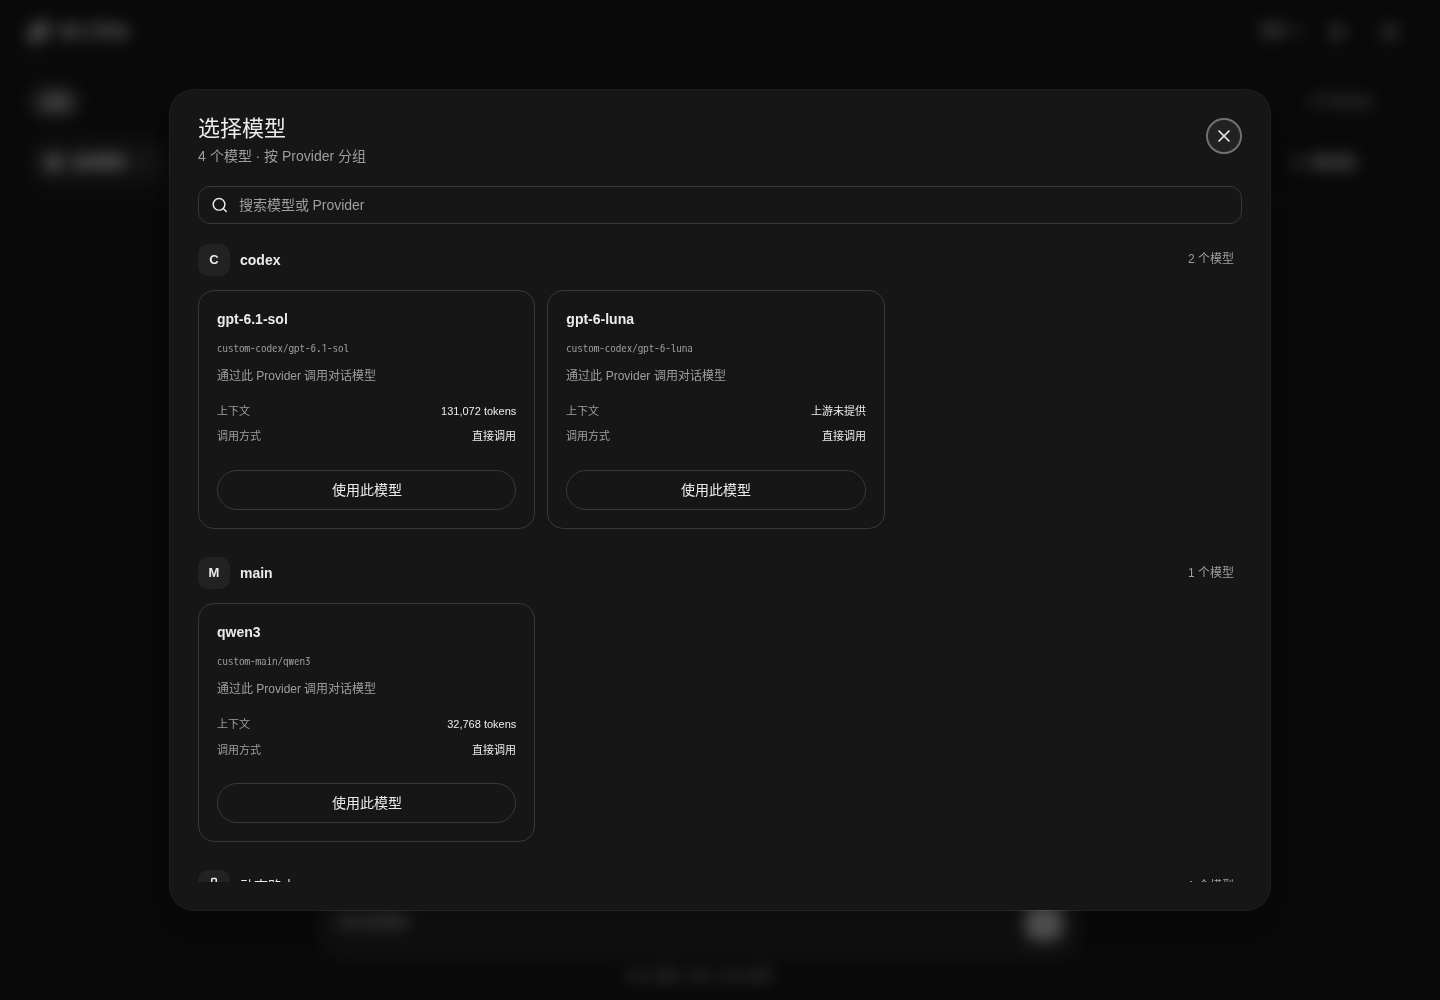 选择模型
4 个模型 · 按 Provider 分组
搜索模型或 Provider
C codex 2 个模型
gpt-6.1-sol
custom-codex/gpt-6.1-sol
通过此 Provider 调用对话模型
上下文 131,072 tokens
调用方式 直接调用
使用此模型
gpt-6-luna
custom-codex/gpt-6-luna
通过此 Provider 调用对话模型
上下文 上游未提供
调用方式 直接调用
使用此模型
M main 1 个模型
qwen3
custom-main/qwen3
通过此 Provider 调用对话模型
上下文 32,768 tokens
调用方式 直接调用
使用此模型